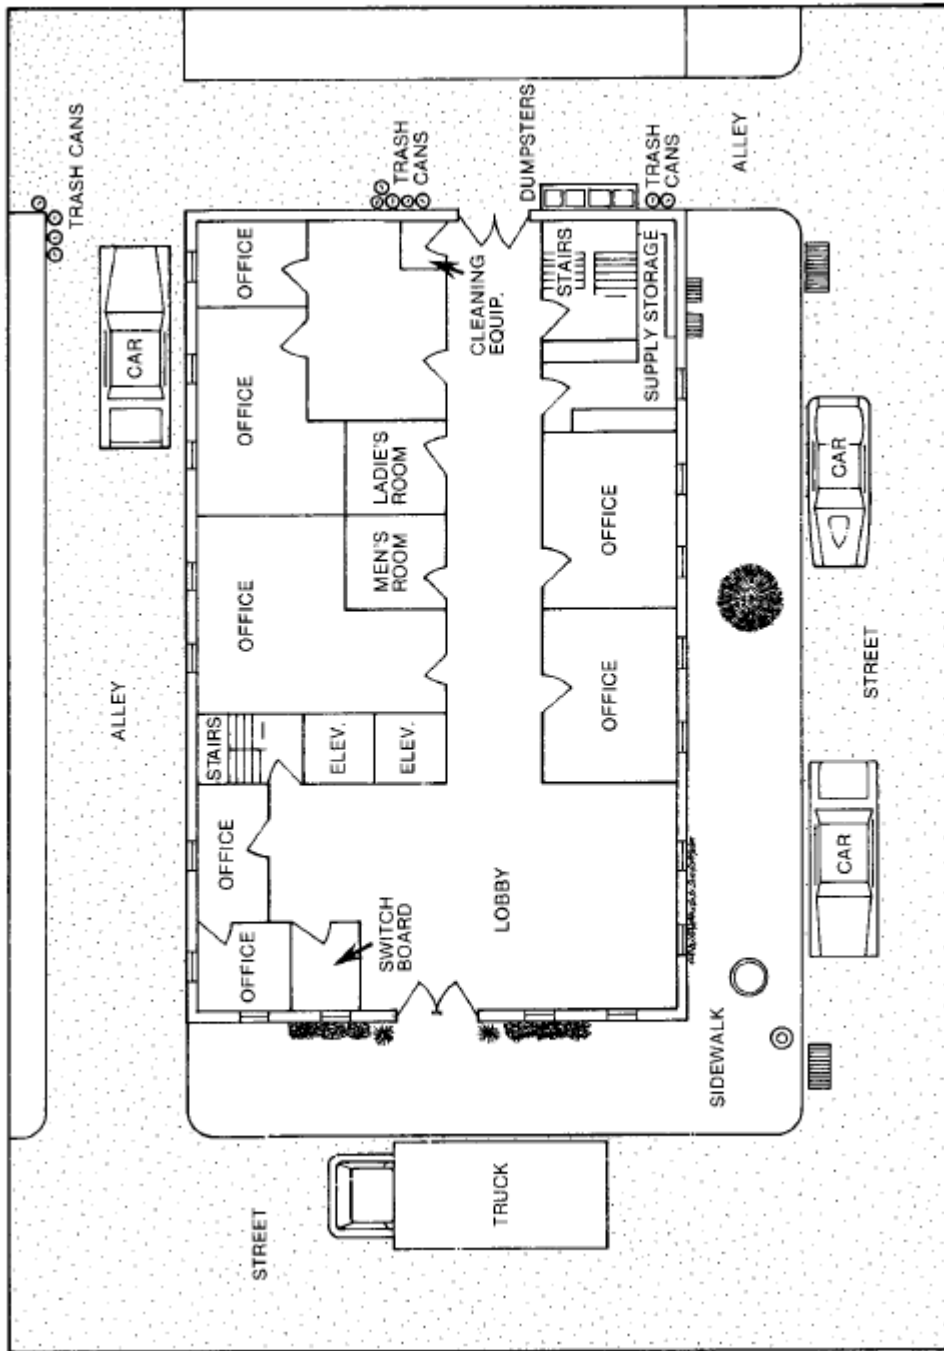 TRASH CANS
TRASH
CANS
DUMPSTERS
TRASH
CANS
ALLEY
CAR
OFFICE
OFFICE
CLEANING
EQUIP.
STAIRS
SUPPLY STORAGE
LADIE'S
ROOM
MEN'S
ROOM
OFFICE
OFFICE
CAR
ALLEY
OFFICE
STREET
STAIRS
ELEV.
ELEV.
OFFICE
SWITCH
BOARD
OFFICE
LOBBY
CAR
SIDEWALK
STREET
TRUCK